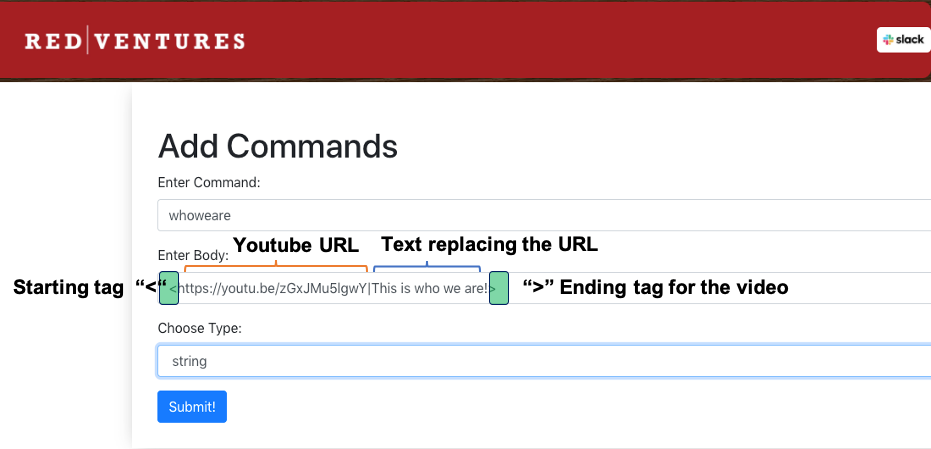 RED|VENTURES
slack
Add Commands
Enter Command:
whoweare
Enter Body:
Youtube URL
Text replacing the URL
Starting tag “<“
<https://youtu.be/zGxJMu5lgwY|This is who we are!>
“>” Ending tag for the video
Choose Type:
string
Submit!